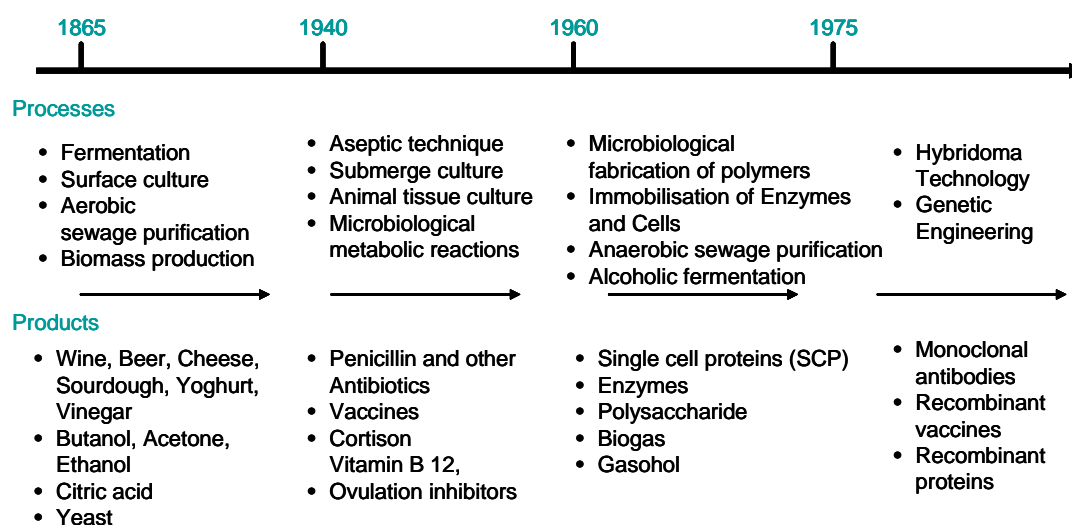 1865 1940 1960 1975
Processes
• Fermentation
• Surface culture
• Aerobic
sewage purification
• Biomass production
• Aseptic technique
• Submerge culture
• Animal tissue culture
• Microbiological
metabolic reactions
• Microbiological
fabrication of polymers
• Immobilisation of Enzymes
and Cells
• Anaerobic sewage purification
• Alcoholic fermentation
• Hybridoma
Technology
• Genetic
Engineering
Products
• Wine, Beer, Cheese,
Sourdough, Yoghurt,
Vinegar
• Butanol, Acetone,
Ethanol
• Citric acid
• Yeast
• Penicillin and other
Antibiotics
• Vaccines
• Cortison
Vitamin B 12,
• Ovulation inhibitors
• Single cell proteins (SCP)
• Enzymes
• Polysaccharide
• Biogas
• Gasohol
• Monoclonal
antibodies
• Recombinant
vaccines
• Recombinant
proteins